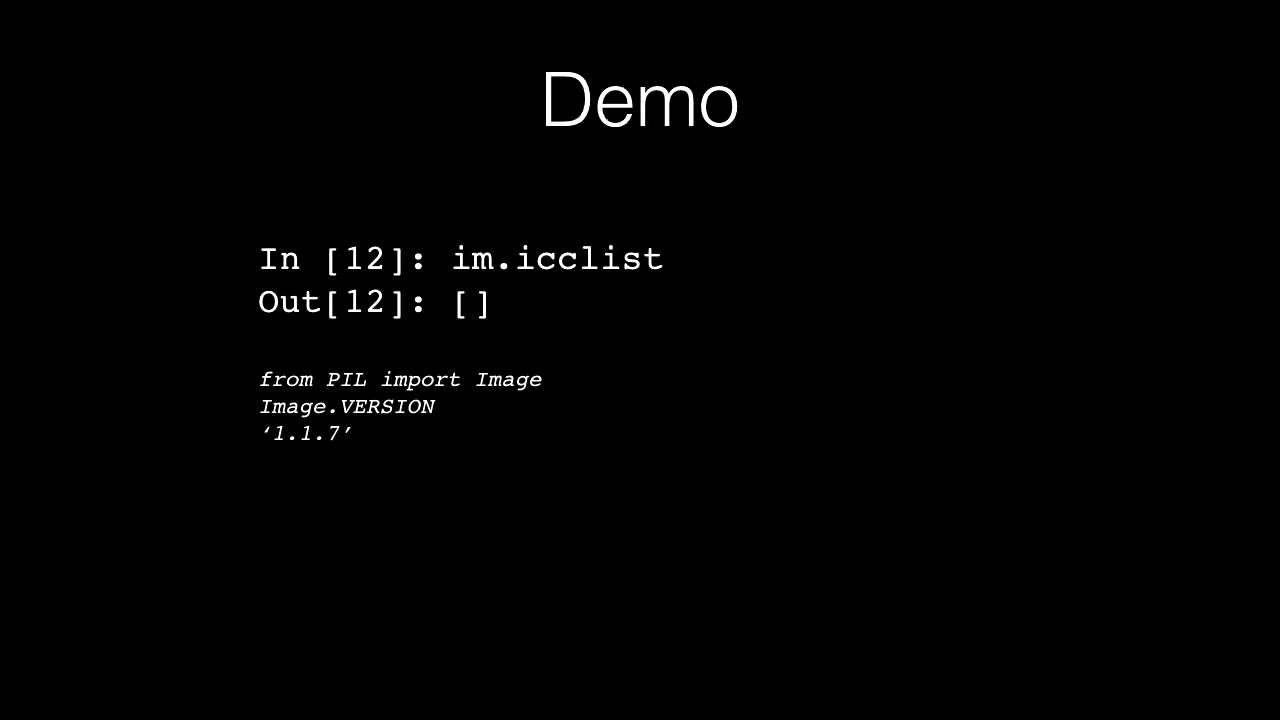 Demo
In [12]: im.icclist
Out[12]: []
from PIL import Image
Image.VERSION
‘1.1.7’